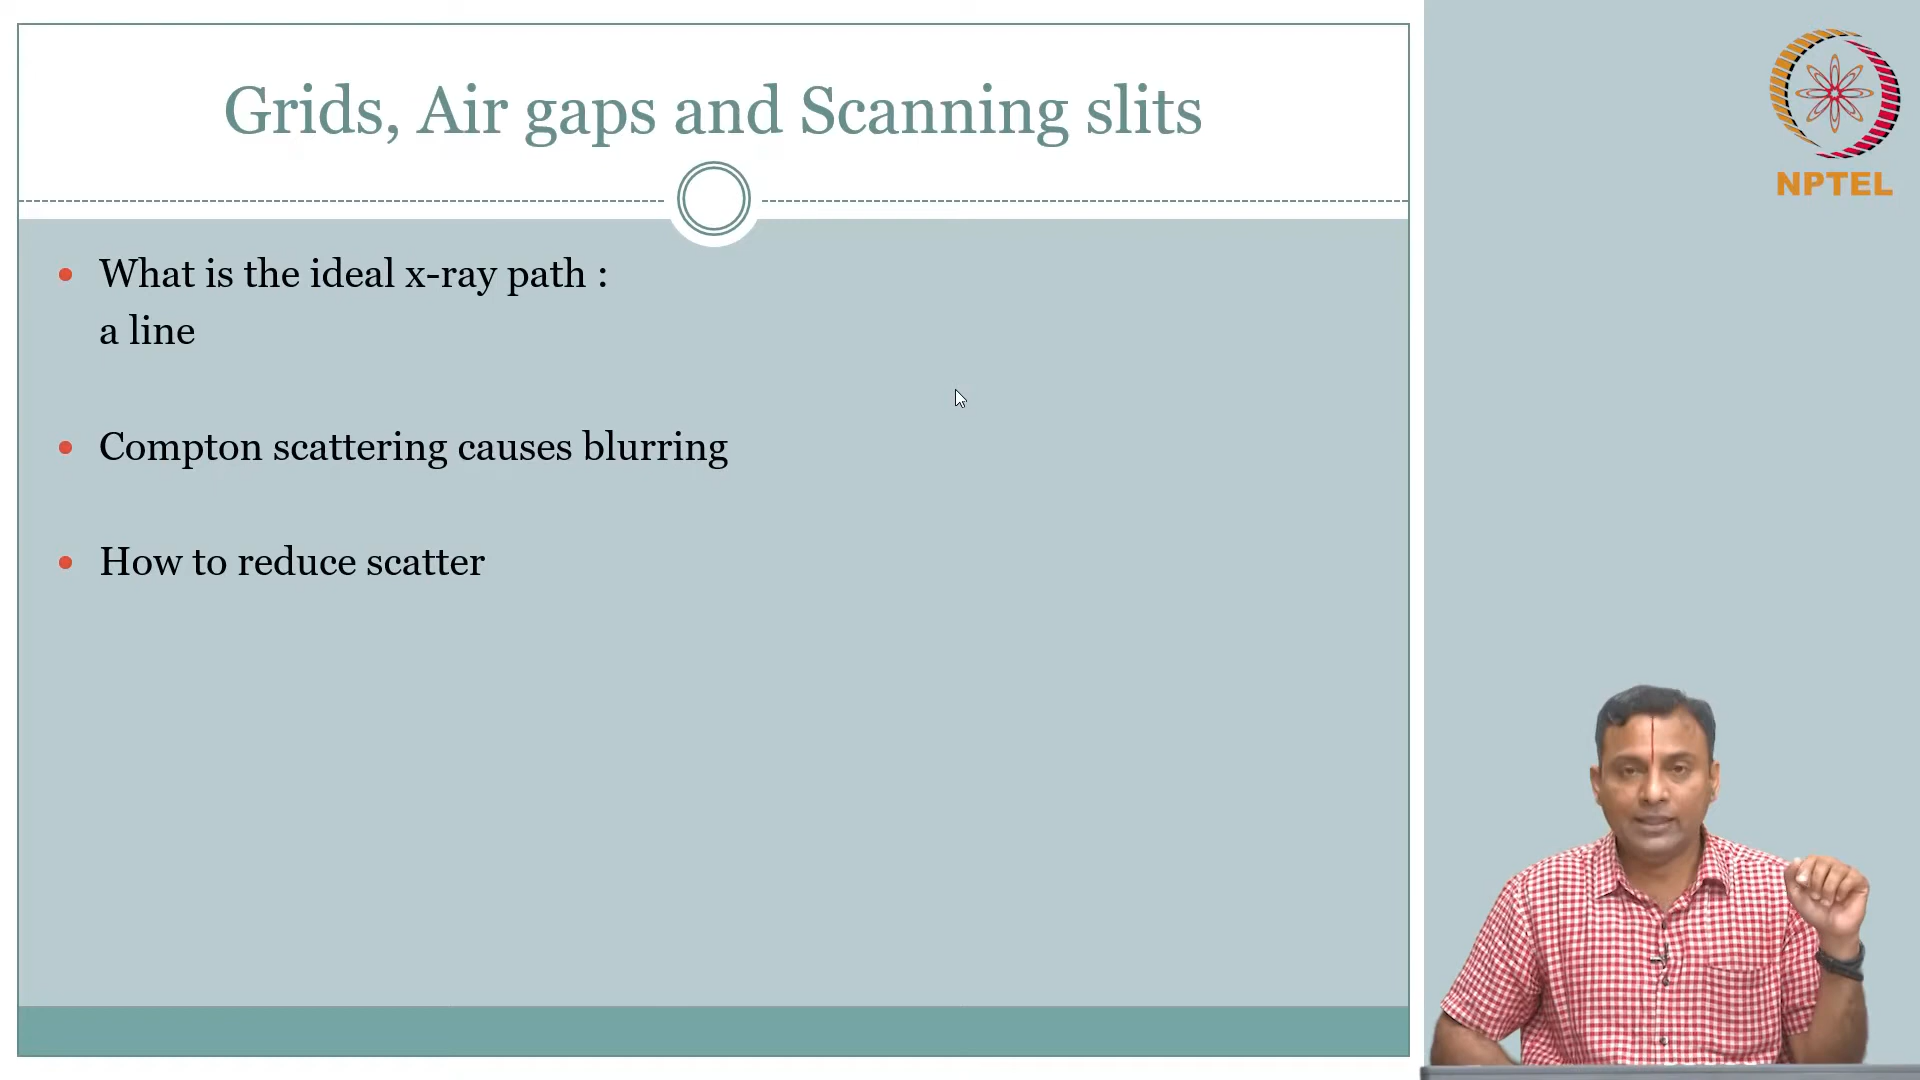 Grids, Air gaps and Scanning slits
NPTEL
What is the ideal x-ray path :
a line
Compton scattering causes blurring
How to reduce scatter